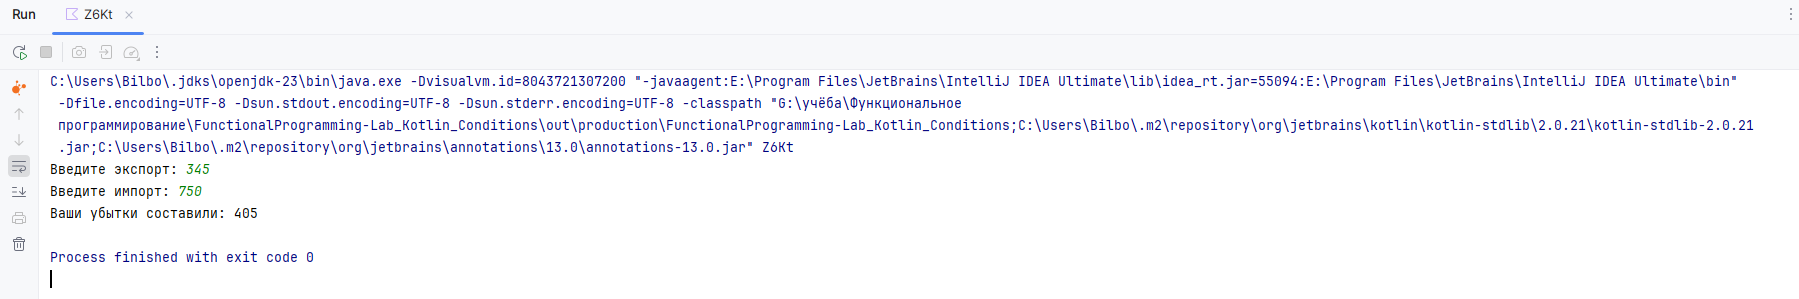 Run Z6Kt
C:\Users\Bilbo\.jdks\openjdk-23\bin\java.exe -Dvisualvm.id=8043721307200 "-javaagent:E:\Program Files\JetBrains\IntelliJ IDEA Ultimate\lib\idea_rt.jar=55094:E:\Program Files\JetBrains\IntelliJ IDEA Ultimate\bin"
-Dfile.encoding=UTF-8 -Dsun.stdout.encoding=UTF-8 -Dsun.stderr.encoding=UTF-8 -classpath "G:\учёба\Функциональное
программирование\FunctionalProgramming-Lab_Kotlin_Conditions\out\production\FunctionalProgramming-Lab_Kotlin_Conditions;C:\Users\Bilbo\.m2\repository\org\jetbrains\kotlin\kotlin-stdlib\2.0.21\kotlin-stdlib-2.0.21
.jar;C:\Users\Bilbo\.m2\repository\org\jetbrains\annotations\13.0\annotations-13.0.jar" Z6Kt
Введите экспорт: 345
Введите импорт: 750
Ваши убытки составили: 405
Process finished with exit code 0